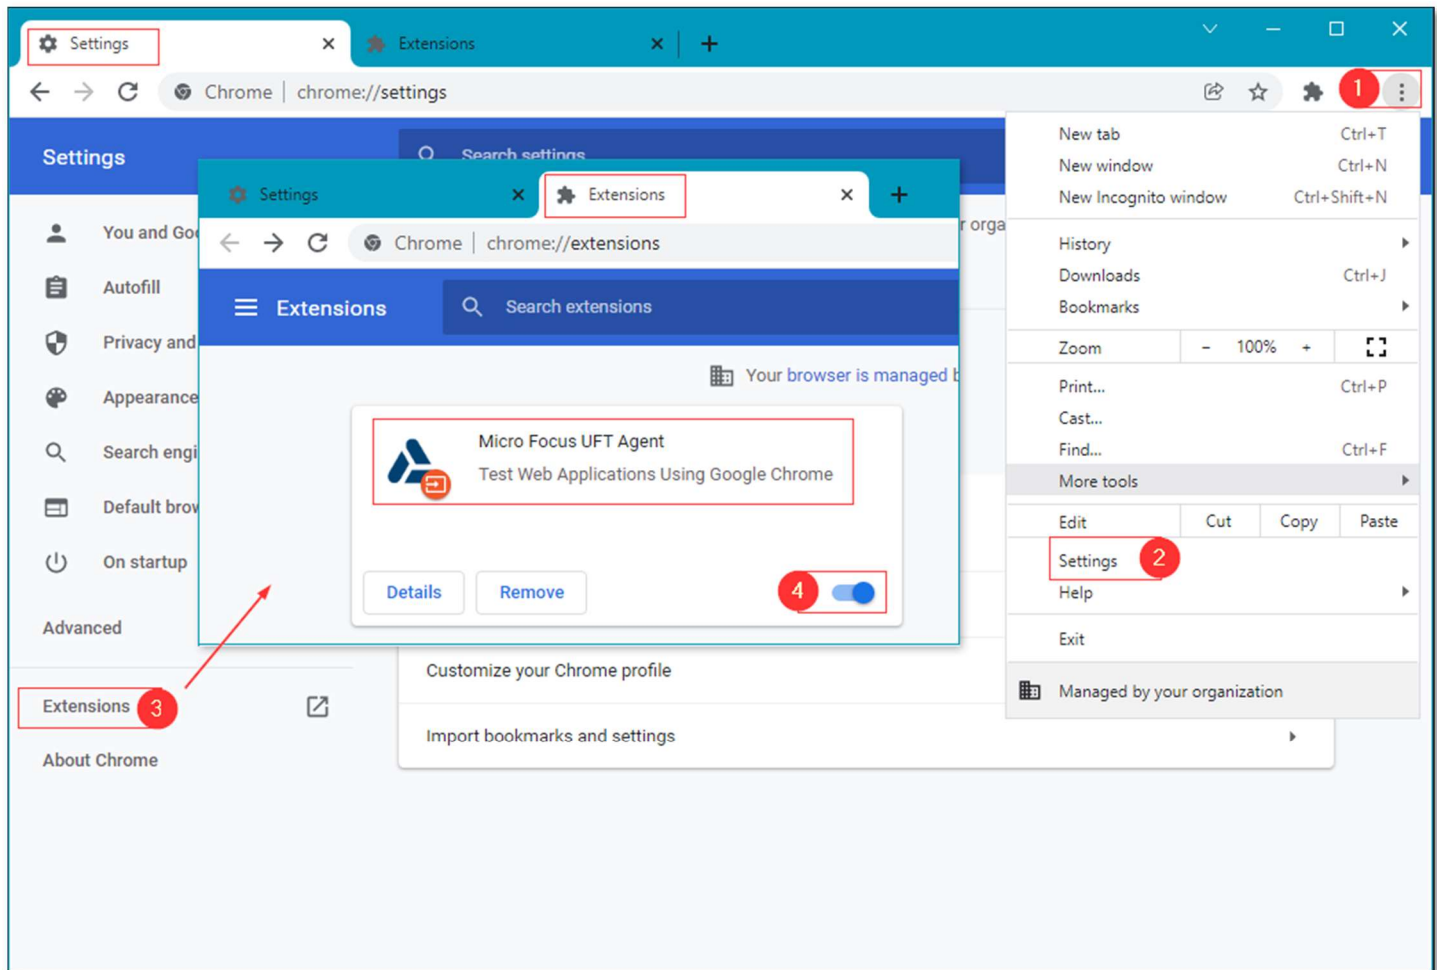 Settings
Extensions
Chrome | chrome://settings
1
Settings
Search settings
New tab Ctrl+T
New window Ctrl+N
New Incognito window Ctrl+Shift+N
History
Downloads Ctrl+J
Bookmarks
Zoom - 100% +
Print... Ctrl+P
Cast...
Find... Ctrl+F
More tools
Edit Cut Copy Paste
Settings 2
Help
Exit
Managed by your organization
You and Goo
Autofill
Privacy and
Appearance
Search engi
Default brow
On startup
Advanced
Extensions 3
About Chrome
r orga
Settings
Extensions
Chrome | chrome://extensions
Extensions
Search extensions
Your browser is managed b
Micro Focus UFT Agent
Test Web Applications Using Google Chrome
Details
Remove
4
Customize your Chrome profile
Import bookmarks and settings